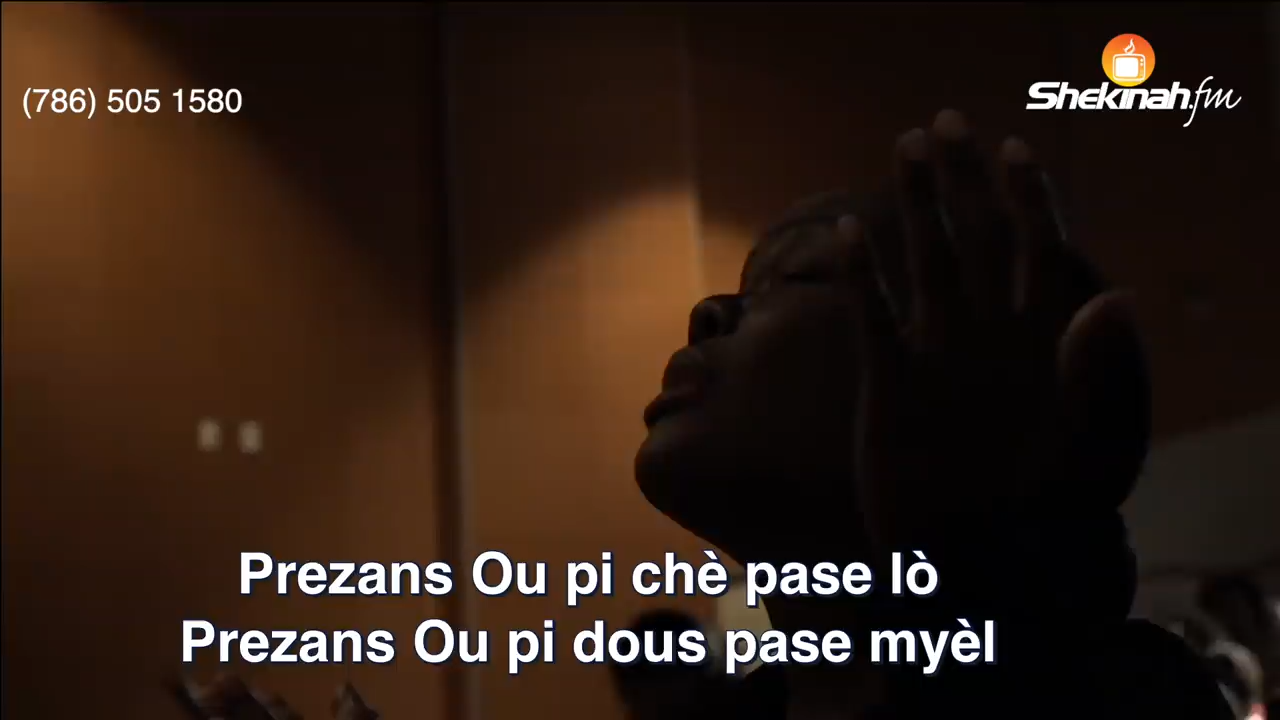 (786) 505 1580
Shekinah.fm
Prezans Ou pi chè pase lò
Prezans Ou pi dous pase myèl